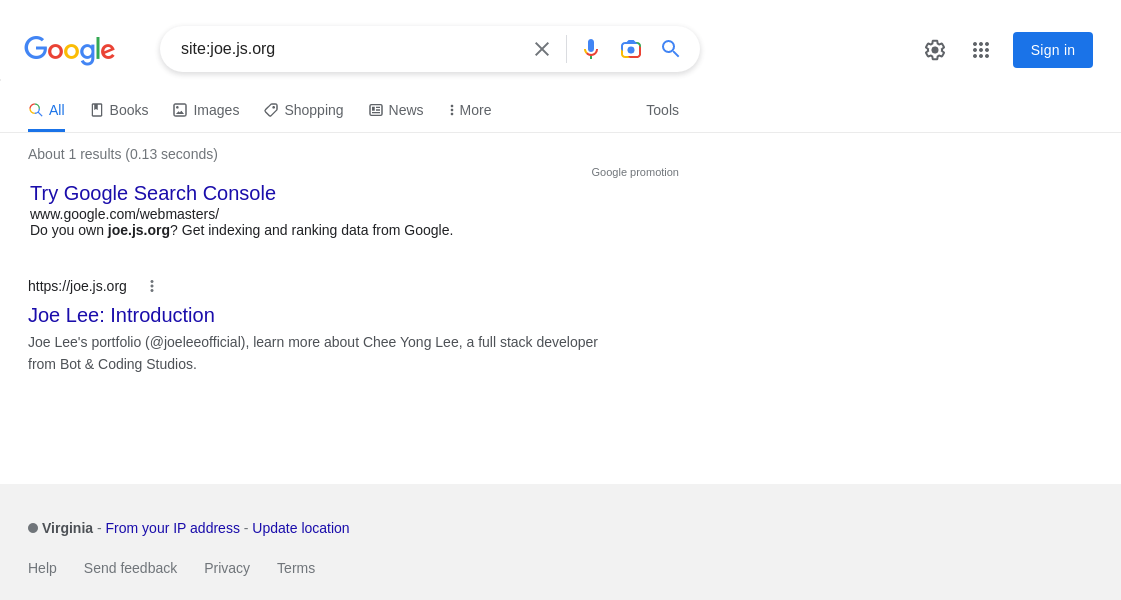 Google
site:joe.js.org
Sign in
All
Books
Images
Shopping
News
More
Tools
About 1 results (0.13 seconds)
Google promotion
Try Google Search Console
www.google.com/webmasters/
Do you own joe.js.org? Get indexing and ranking data from Google.
https://joe.js.org
Joe Lee: Introduction
Joe Lee's portfolio (@joeleeofficial), learn more about Chee Yong Lee, a full stack developer
from Bot & Coding Studios.
Virginia - From your IP address - Update location
Help Send feedback Privacy Terms